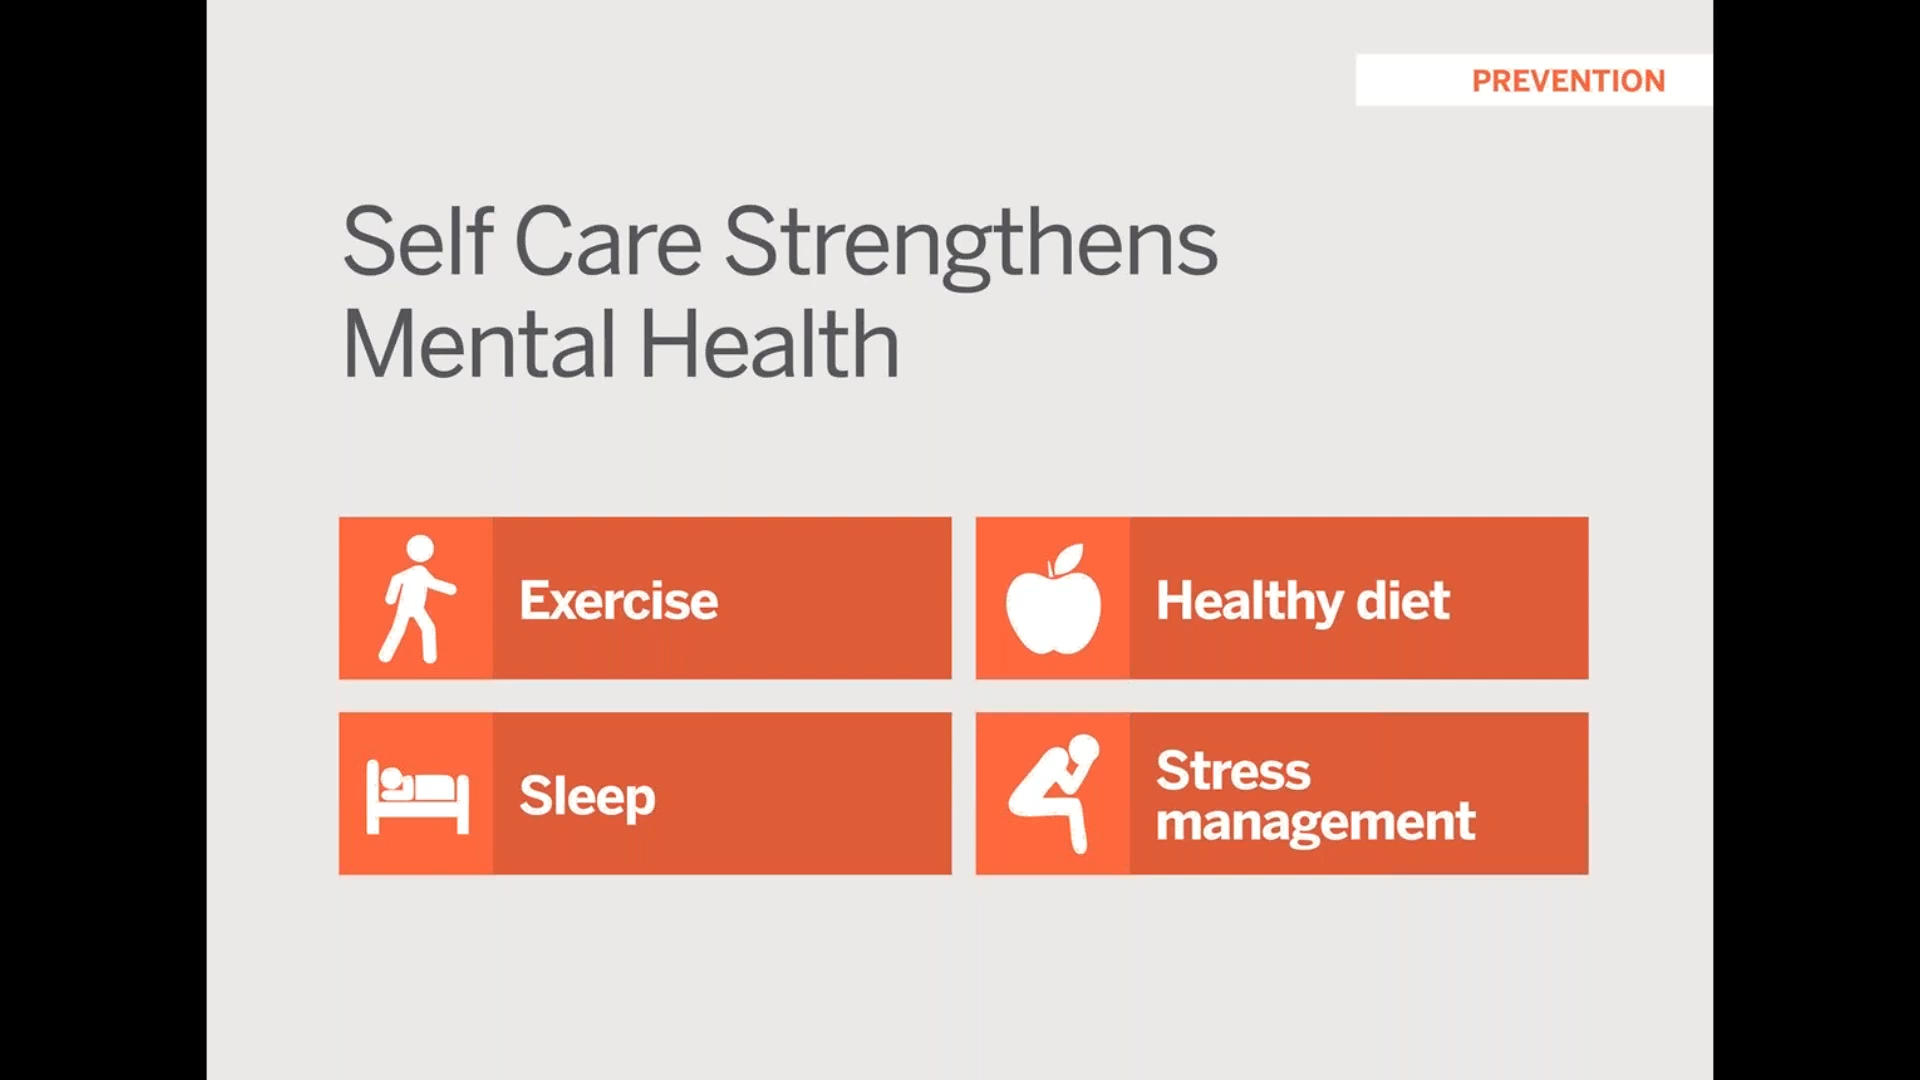 PREVENTION
Self Care Strengthens
Mental Health
Exercise
Healthy diet
Sleep
Stress
management